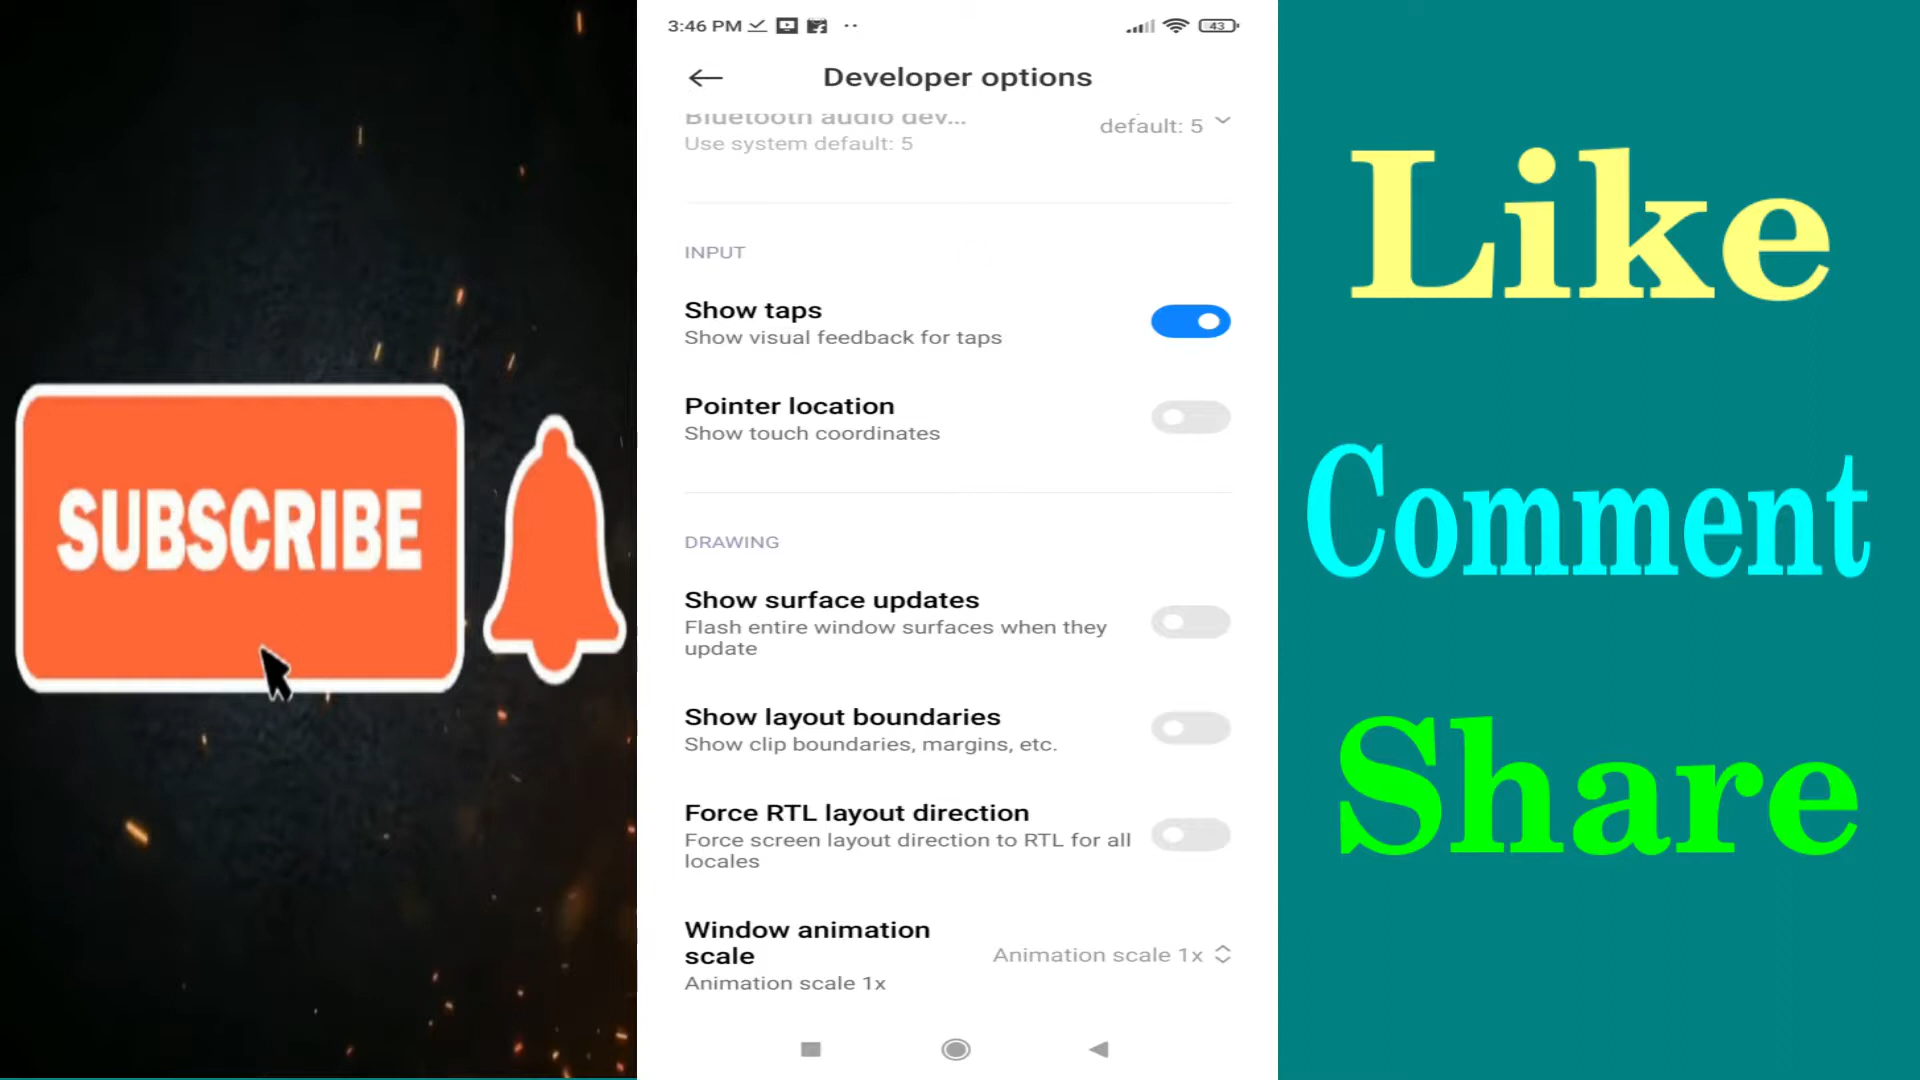 SUBSCRIBE
3:46 PM
43
Developer options
Bluetooth audio dev...
Use system default: 5
default: 5
INPUT
Show taps
Show visual feedback for taps
Pointer location
Show touch coordinates
DRAWING
Show surface updates
Flash entire window surfaces when they
update
Show layout boundaries
Show clip boundaries, margins, etc.
Force RTL layout direction
Force screen layout direction to RTL for all
locales
Window animation
scale
Animation scale 1x
Animation scale 1x
Like
Comment
Share